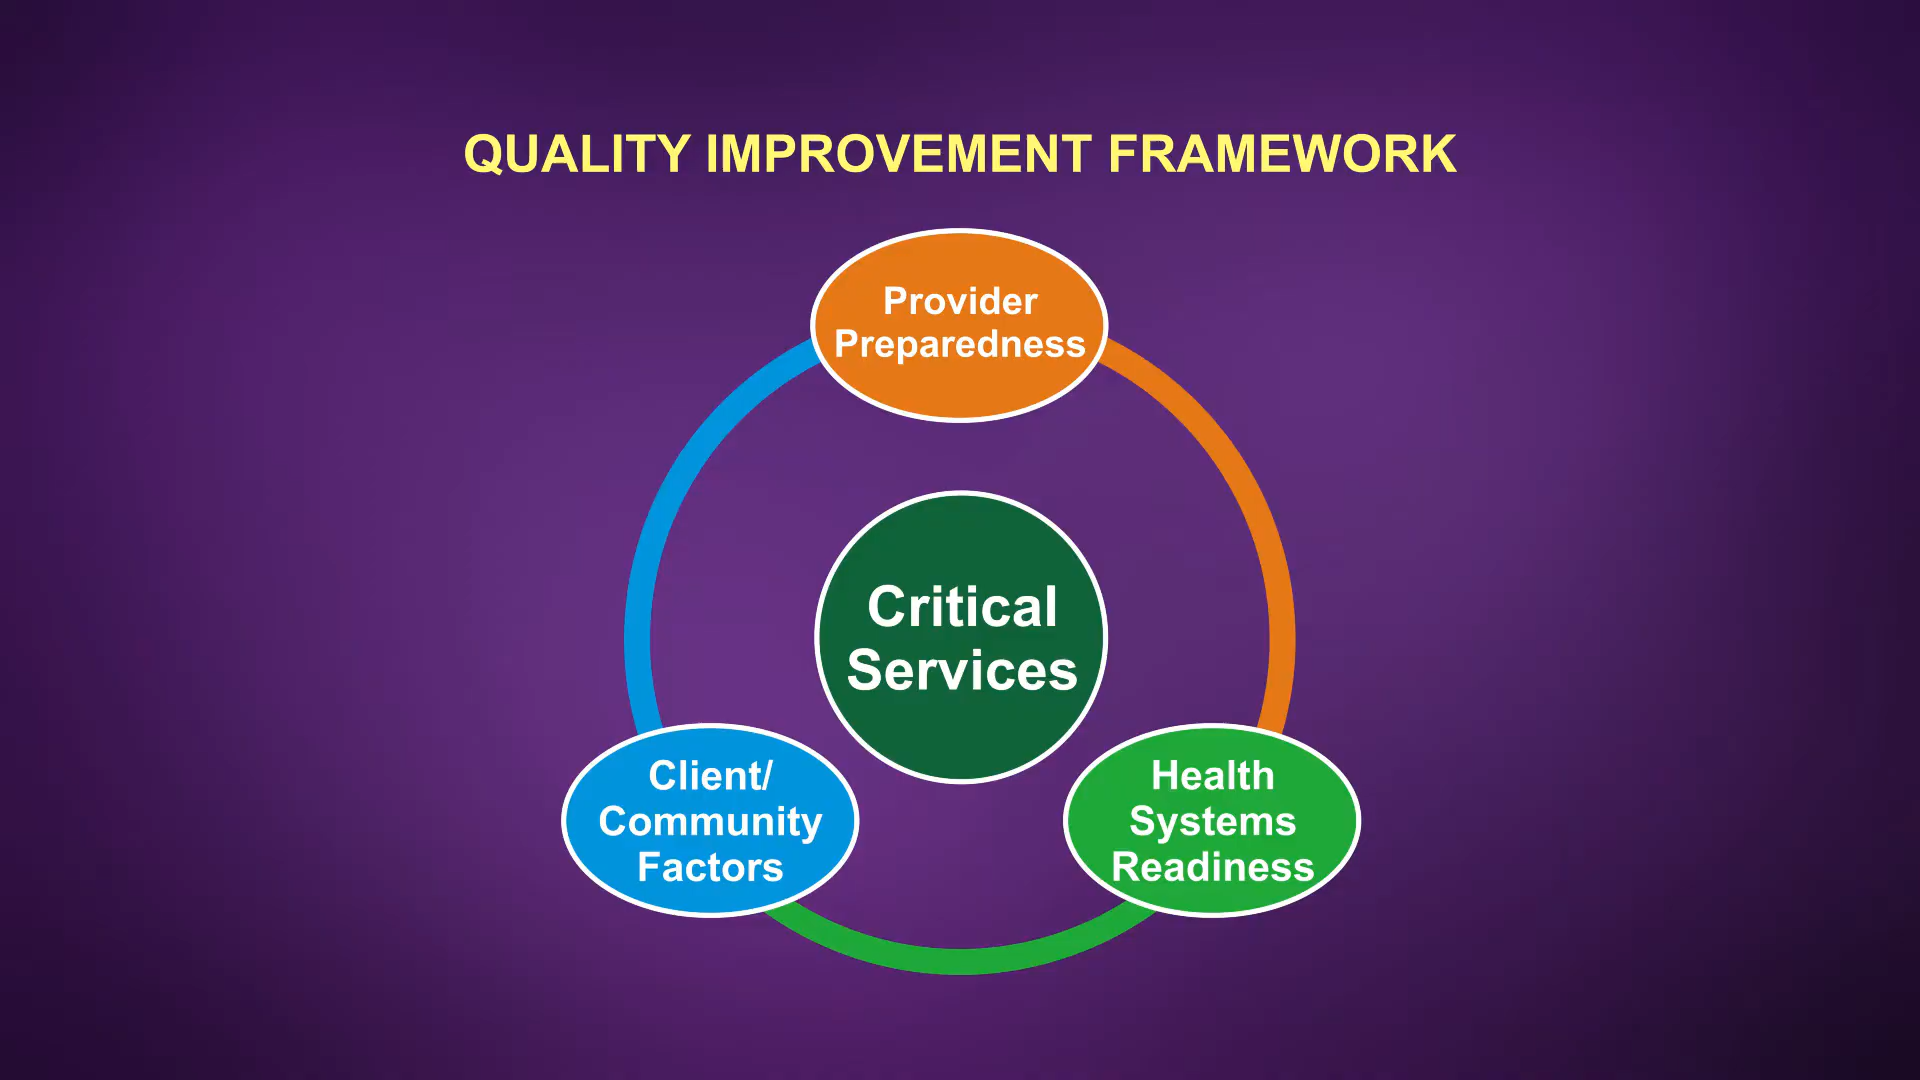 QUALITY IMPROVEMENT FRAMEWORK
Provider
Preparedness
Critical
Services
Client/
Community
Factors
Health
Systems
Readiness